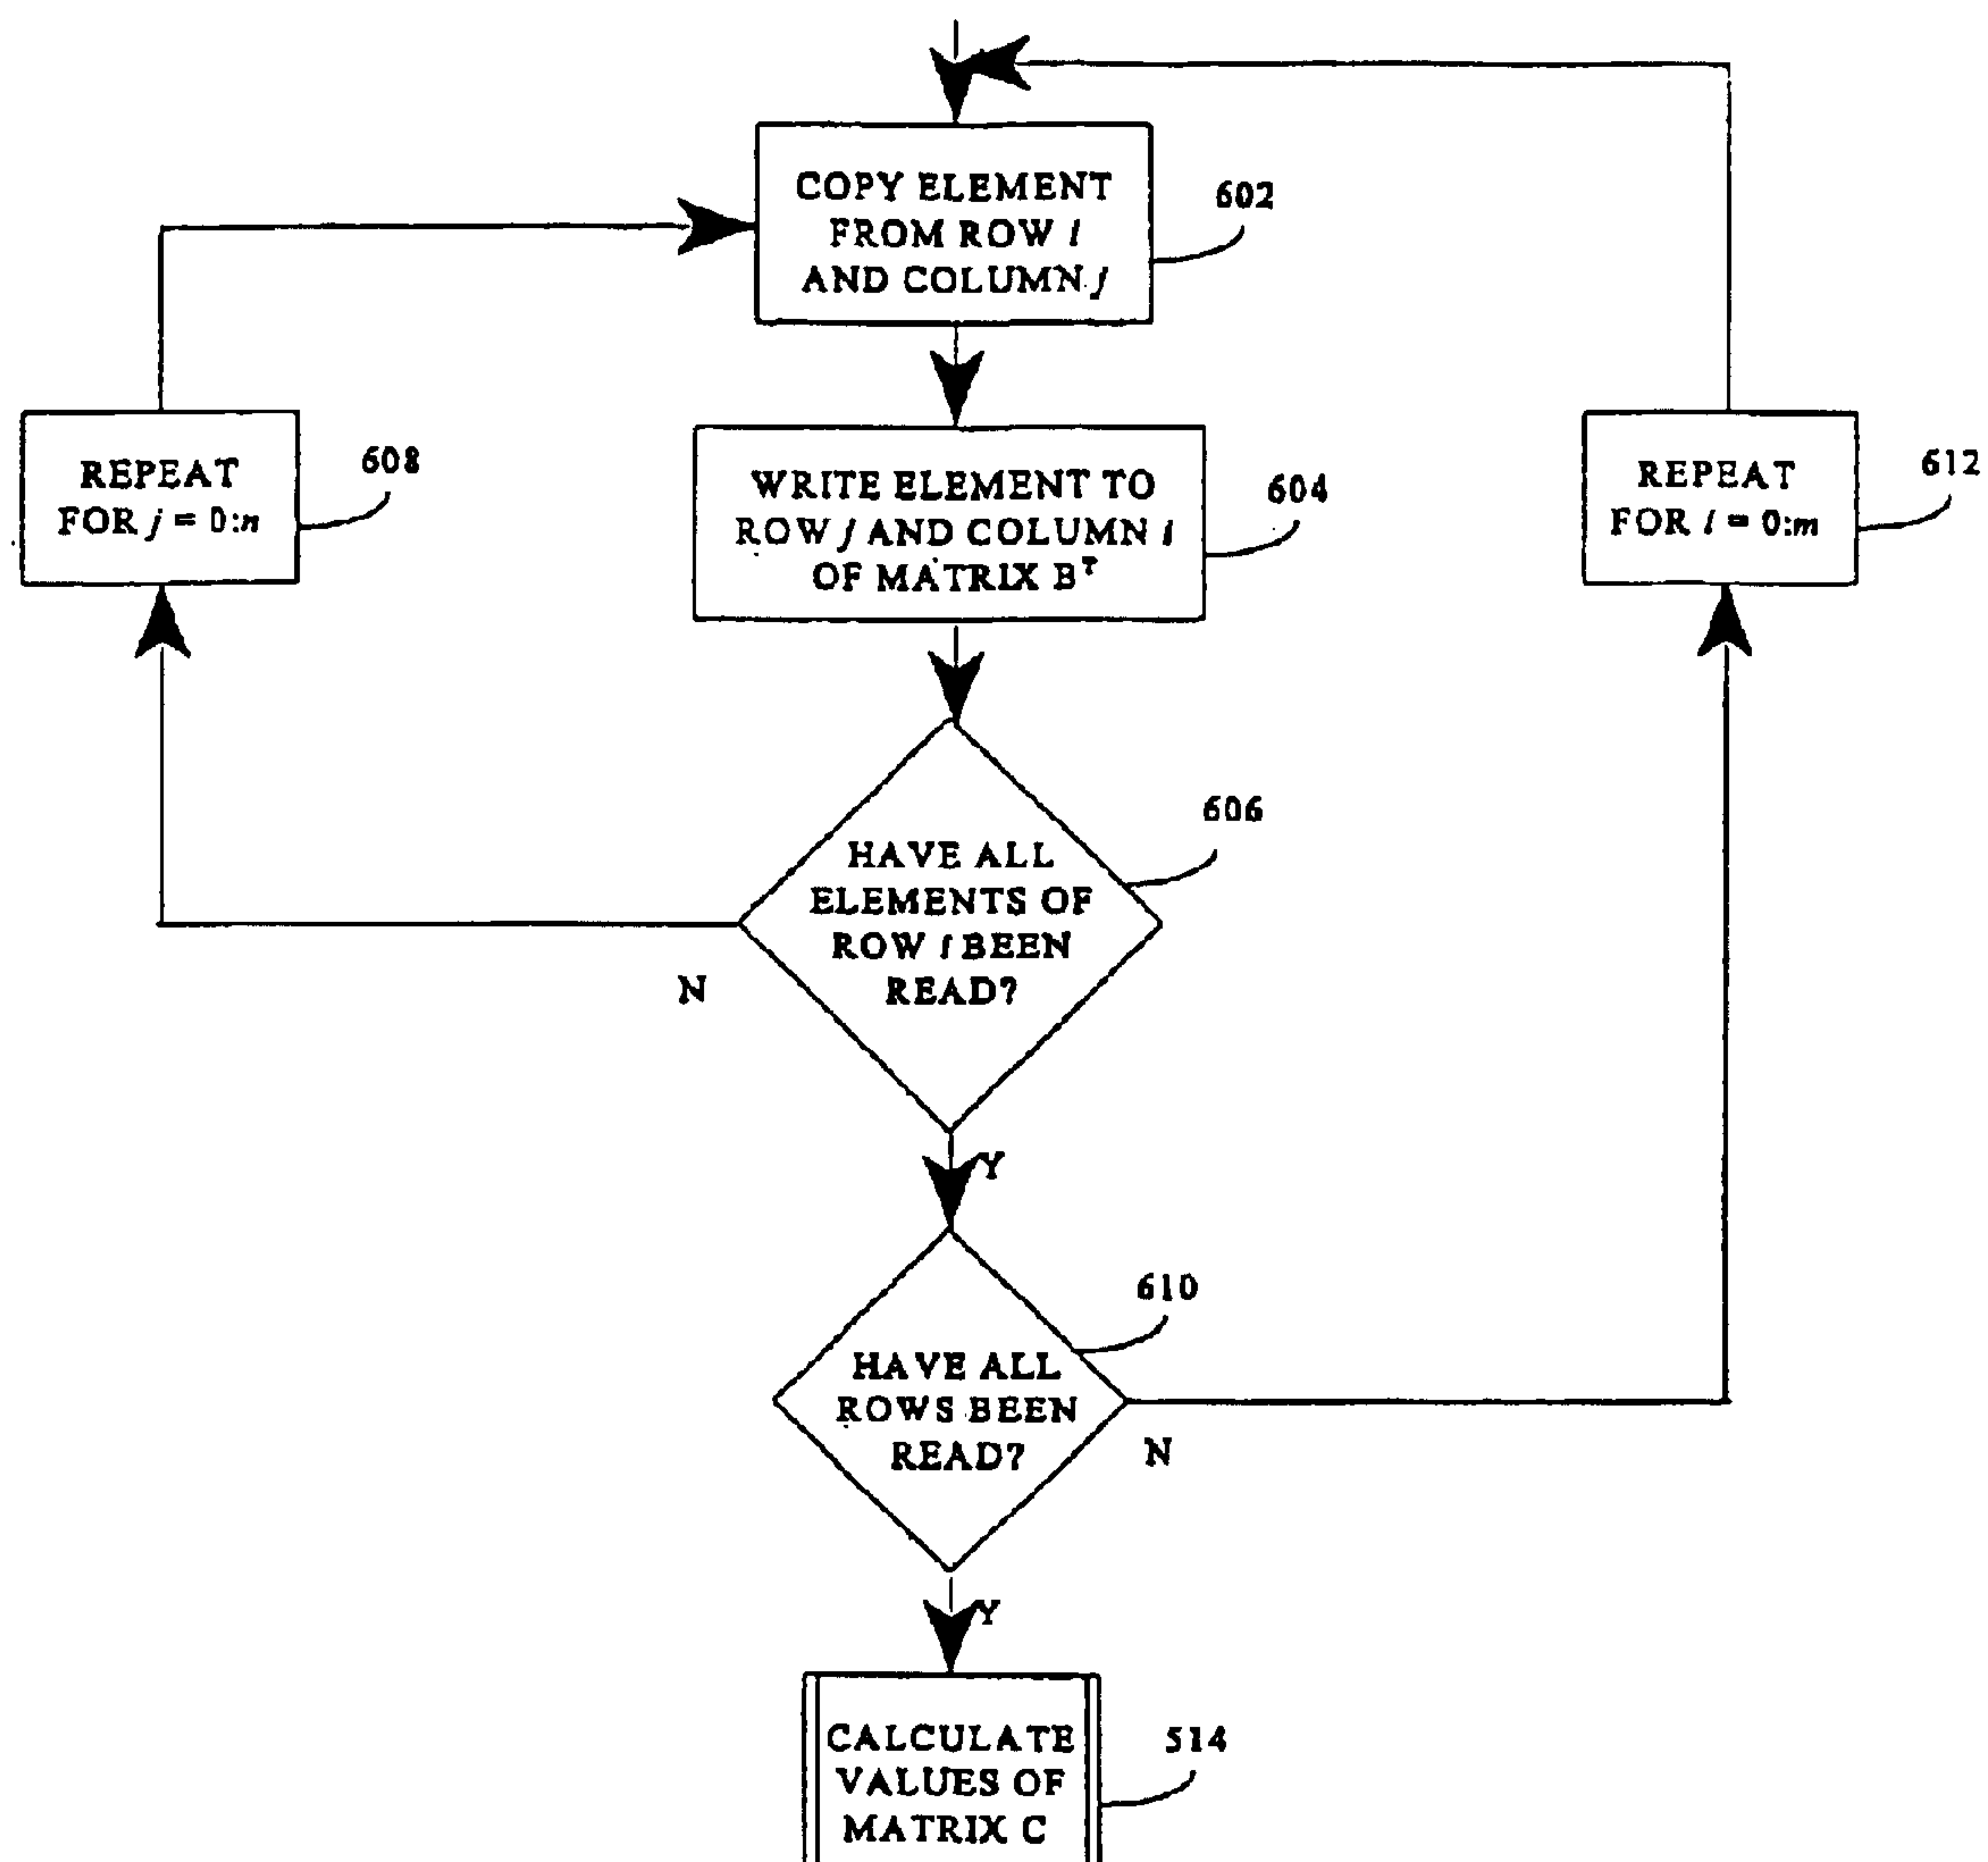 COPY ELEMENT
FROM ROW i
AND COLUMN j
602
REPEAT
FOR j = 0:n
608
WRITE ELEMENT TO
ROW j AND COLUMN i
OF MATRIX Bᵀ
604
REPEAT
FOR i = 0:m
612
HAVE ALL
ELEMENTS OF
ROW i BEEN
READ?
606
N
Y
HAVE ALL
ROWS BEEN
READ?
610
N
Y
CALCULATE
VALUES OF
MATRIX C
514